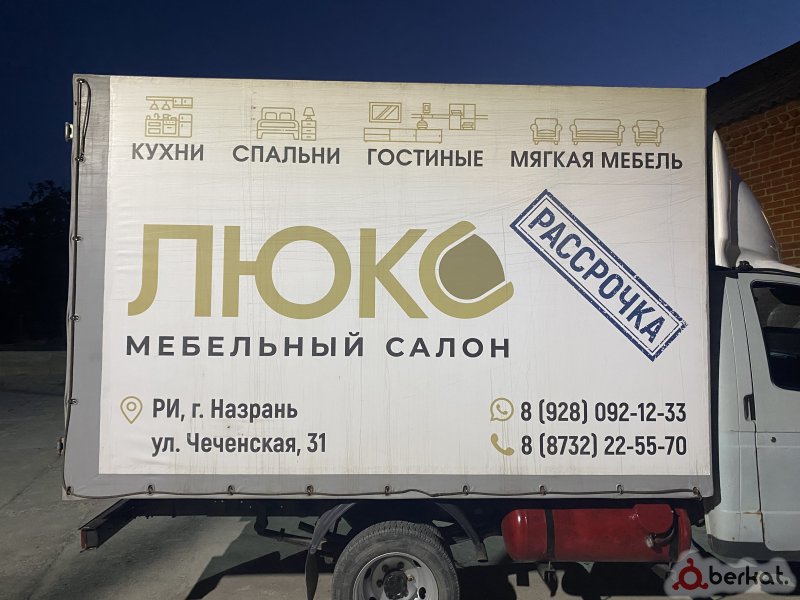 КУХНИ СПАЛЬНИ ГОСТИНЫЕ МЯГКАЯ МЕБЕЛЬ
ЛЮКС
РАССРОЧКА
МЕБЕЛЬНЫЙ САЛОН
РИ, г. Назрань
ул. Чеченская, 31
8 (928) 092-12-33
8 (8732) 22-55-70
berkat.